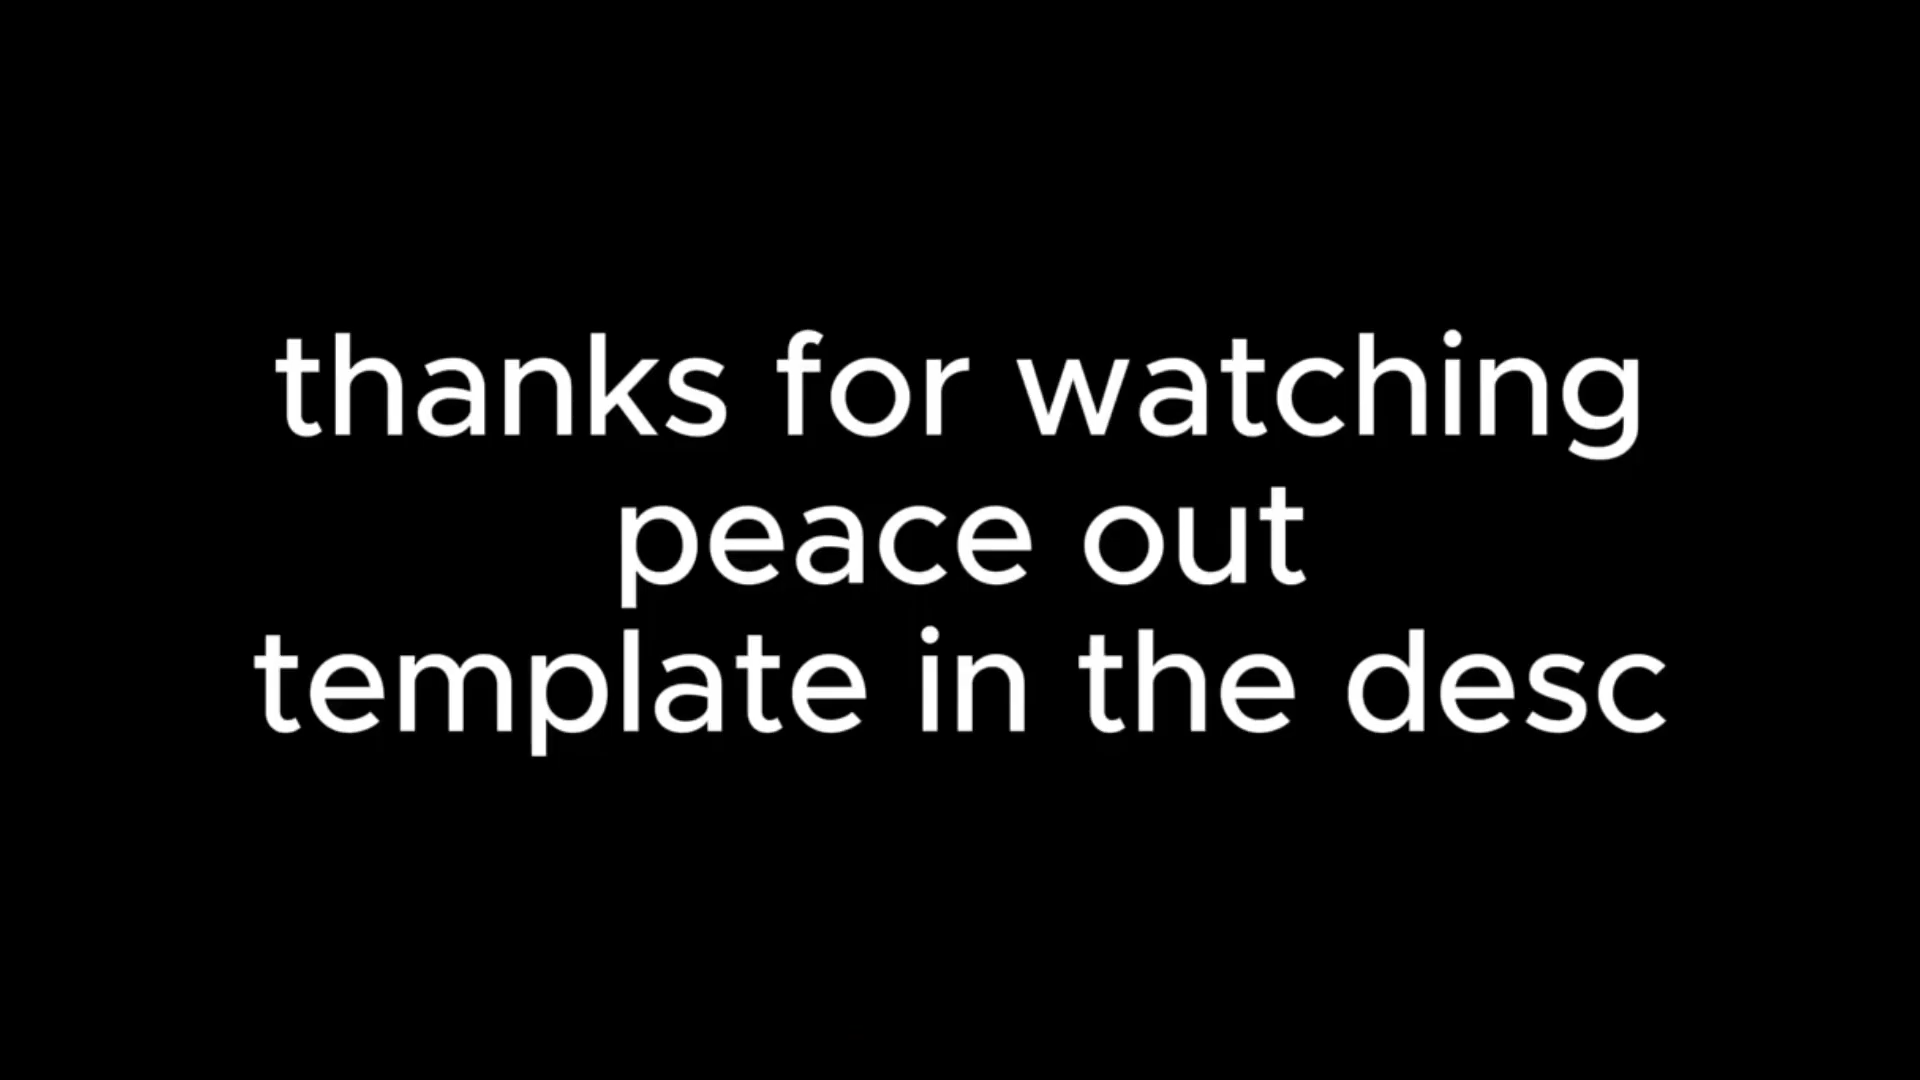 thanks for watching
peace out
template in the desc